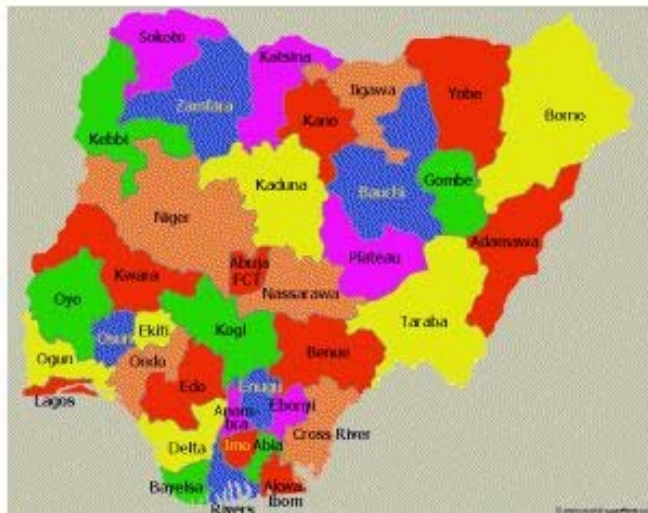 Sokoto
Katsina
Jigawa
Yobe
Borno
Zamfara
Kano
Kebbi
Kaduna
Bauchi
Gombe
Niger
Adamawa
Plateau
Abuja
FCT
Kwara
Nassarawa
Oyo
Taraba
Kogi
Osun
Ekiti
Benue
Ogun
Ondo
Edo
Enugu
Lagos
Anam-
bra
Ebonyi
Cross River
Delta
Imo
Abia
Bayelsa
Akwa-
Ibom
Rivers